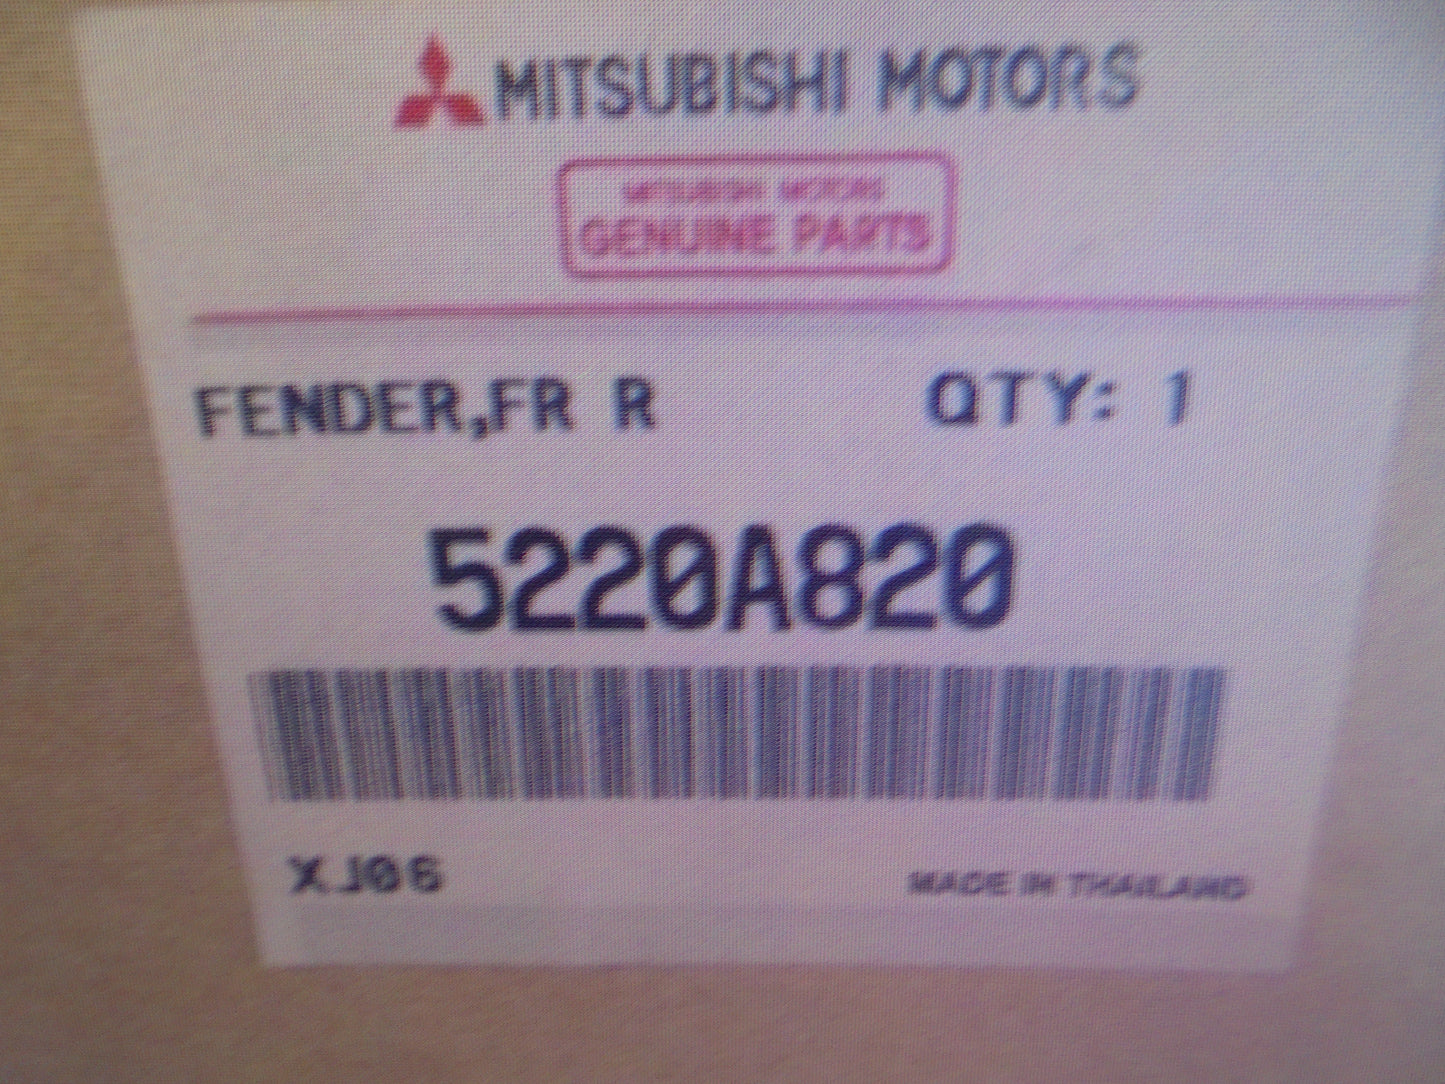 MITSUBISHI MOTORS
MITSUBISHI MOTORS
GENUINE PARTS
FENDER,FR R QTY: 1
5220A820
XJ06 MADE IN THAILAND